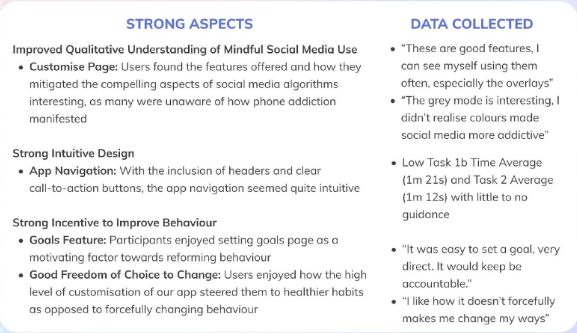 STRONG ASPECTS
Improved Qualitative Understanding of Mindful Social Media Use
• Customise Page: Users found the features offered and how they
mitigated the compelling aspects of social media algorithms
interesting, as many were unaware of how phone addiction
manifested
Strong Intuitive Design
• App Navigation: With the inclusion of headers and clear
call-to-action buttons, the app navigation seemed quite intuitive
Strong Incentive to Improve Behaviour
• Goals Feature: Participants enjoyed setting goals page as a
motivating factor towards reforming behaviour
• Good Freedom of Choice to Change: Users enjoyed how the high
level of customisation of our app steered them to healthier habits
as opposed to forcefully changing behaviour
DATA COLLECTED
• “These are good features, I
can see myself using them
often, especially the overlays”
• “The grey mode is interesting, I
didn’t realise colours made
social media more addictive”
• Low Task 1b Time Average
(1m 21s) and Task 2 Average
(1m 12s) with little to no
guidance
• “It was easy to set a goal, very
direct. It would keep be
accountable.”
• “I like how it doesn’t forcefully
makes me change my ways”